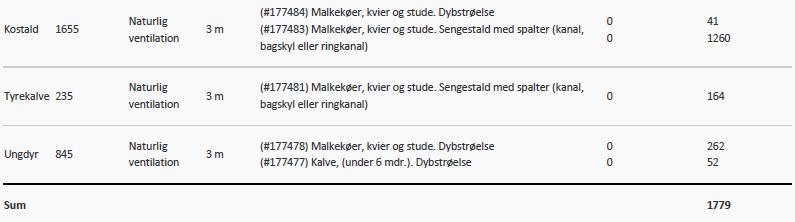 Kostald 1655 Naturlig ventilation 3 m (#177484) Malkekøer, kvier og stude. Dybstrøelse 0 41
(#177483) Malkekøer, kvier og stude. Sengestald med spalter (kanal, 0 1260
bagskyl eller ringkanal)
Tyrekalve 235 Naturlig ventilation 3 m (#177481) Malkekøer, kvier og stude. Sengestald med spalter (kanal, 0 164
bagskyl eller ringkanal)
Ungdyr 845 Naturlig ventilation 3 m (#177478) Malkekøer, kvier og stude. Dybstrøelse 0 262
(#177477) Kalve, (under 6 mdr.). Dybstrøelse 0 52
Sum 1779